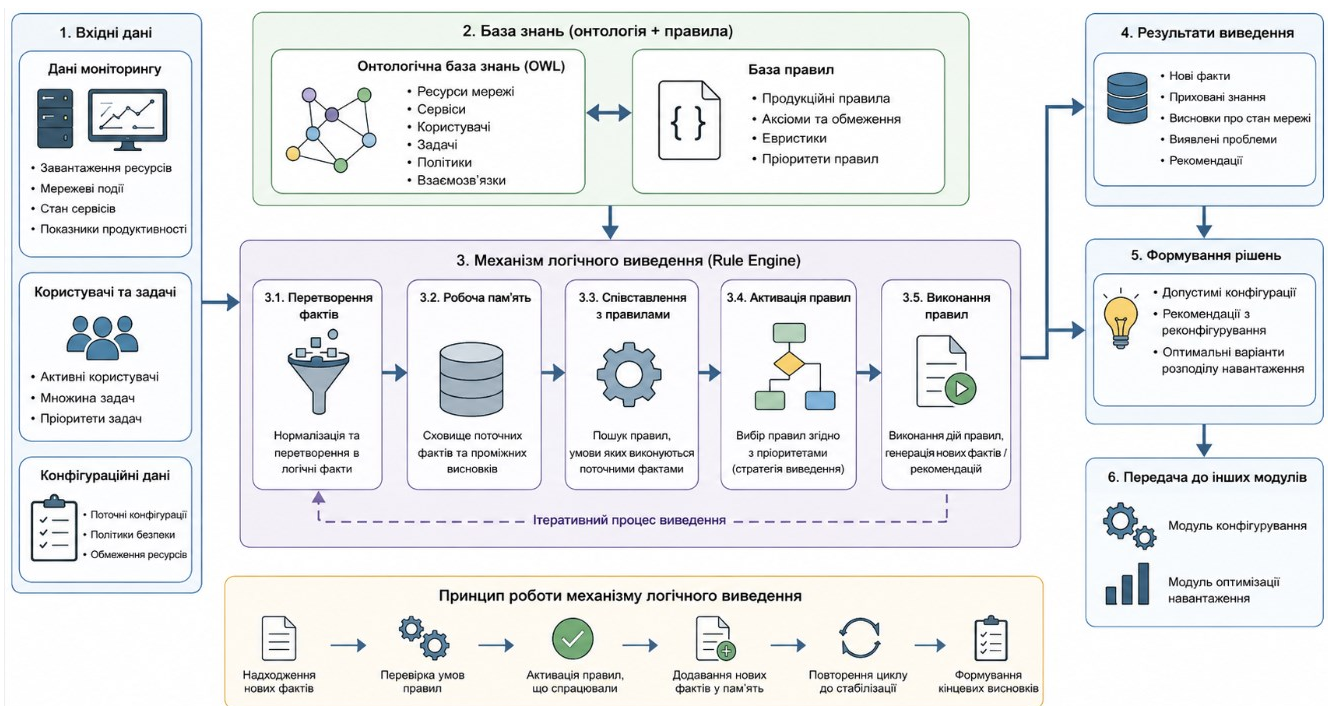 1. Вхідні дані
Дані моніторингу
• Завантаження ресурсів
• Мережеві події
• Стан сервісів
• Показники продуктивності
Користувачі та задачі
• Активні користувачі
• Множина задач
• Пріоритети задач
Конфігураційні дані
• Поточні конфігурації
• Політики безпеки
• Обмеження ресурсів
2. База знань (онтологія + правила)
Онтологічна база знань (OWL)
• Ресурси мережі
• Сервіси
• Користувачі
• Задачі
• Політики
• Взаємозв'язки
{ }
База правил
• Продукційні правила
• Аксіоми та обмеження
• Евристики
• Пріоритети правил
3. Механізм логічного виведення (Rule Engine)
3.1. Перетворення
фактів
Нормалізація та
перетворення в
логічні факти
3.2. Робоча пам'ять
Сховище поточних
фактів та проміжних
висновків
3.3. Співставлення
з правилами
Пошук правил,
умови яких виконуються
поточними фактами
3.4. Активація правил
Вибір правил згідно
з пріоритетами
(стратегія виведення)
3.5. Виконання
правил
Виконання дій правил,
генерація нових фактів /
рекомендацій
Ітеративний процес виведення
4. Результати виведення
• Нові факти
• Приховані знання
• Висновки про стан мережі
• Виявлені проблеми
• Рекомендації
5. Формування рішень
• Допустимі конфігурації
• Рекомендації з
реконфігурування
• Оптимальні варіанти
розподілу навантаження
6. Передача до інших модулів
Модуль конфігурування
Модуль оптимізації
навантаження
Принцип роботи механізму логічного виведення
Надходження
нових фактів
Перевірка умов
правил
Активація правил,
що спрацювали
Додавання нових
фактів у пам'ять
Повторення циклу
до стабілізації
Формування
кінцевих висновків